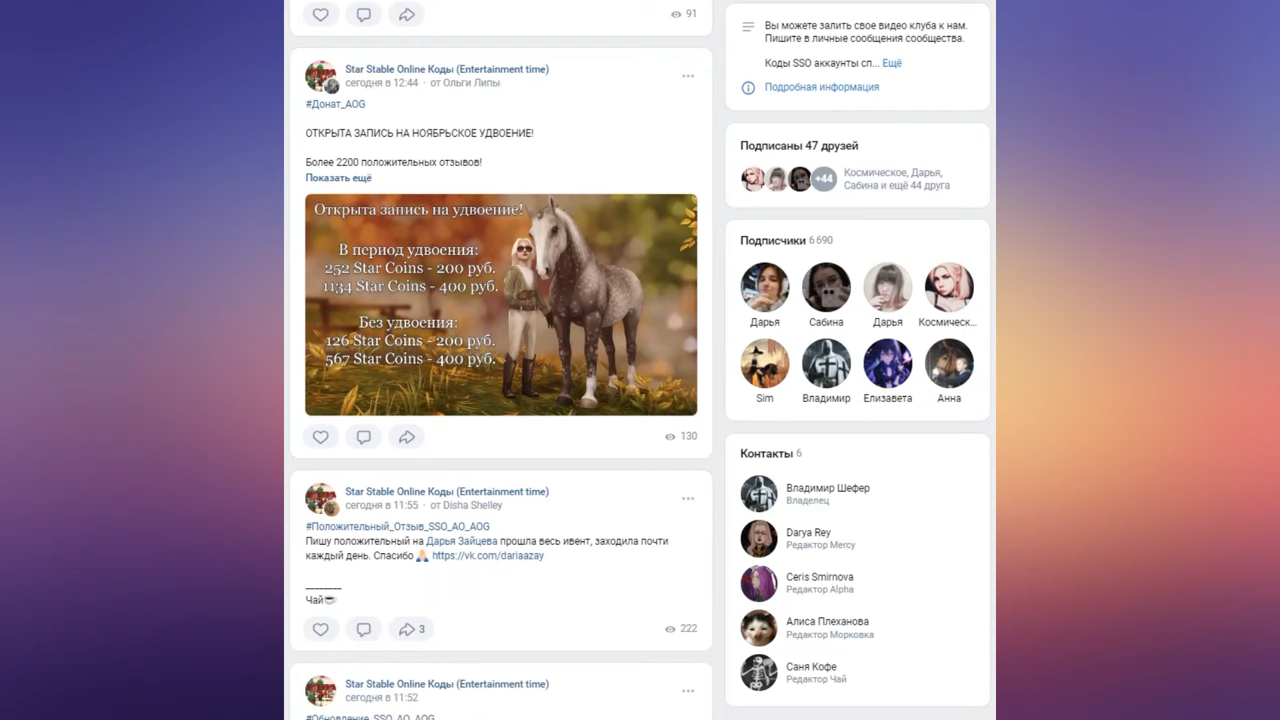 91
Star Stable Online Коды (Entertainment time)
сегодня в 12:44 · от Ольги Липы
#Донат_AOG
ОТКРЫТА ЗАПИСЬ НА НОЯБРЬСКОЕ УДВОЕНИЕ!
Более 2200 положительных отзывов!
Показать ещё
Открыта запись на удвоение!
В период удвоения:
252 Star Coins - 200 руб.
1134 Star Coins - 400 руб.
Без удвоения:
126 Star Coins - 200 руб.
567 Star Coins - 400 руб.
130
Star Stable Online Коды (Entertainment time)
сегодня в 11:55 · от Disha Shelley
#Положительный_Отзыв_SSO_AO_AOG
Пишу положительный на Дарья Зайцева прошла весь ивент, заходила почти
каждый день. Спасибо 🙏 https://vk.com/dariaazay
________
Чай☕
3
222
Star Stable Online Коды (Entertainment time)
сегодня в 11:52
#Обновление_SSO_AO_AOG
Вы можете залить свое видео клуба к нам.
Пишите в личные сообщения сообщества.
Коды SSO аккаунты сп... Ещё
Подробная информация
Подписаны 47 друзей
+44
Космическое, Дарья,
Сабина и ещё 44 друга
Подписчики 6 690
Дарья
Сабина
Дарья
Космическ...
Sim
Владимир
Елизавета
Анна
Контакты 6
Владимир Шефер
Владелец
Darya Rey
Редактор Mercy
Ceris Smirnova
Редактор Alpha
Алиса Плеханова
Редактор Морковка
Саня Кофе
Редактор Чай